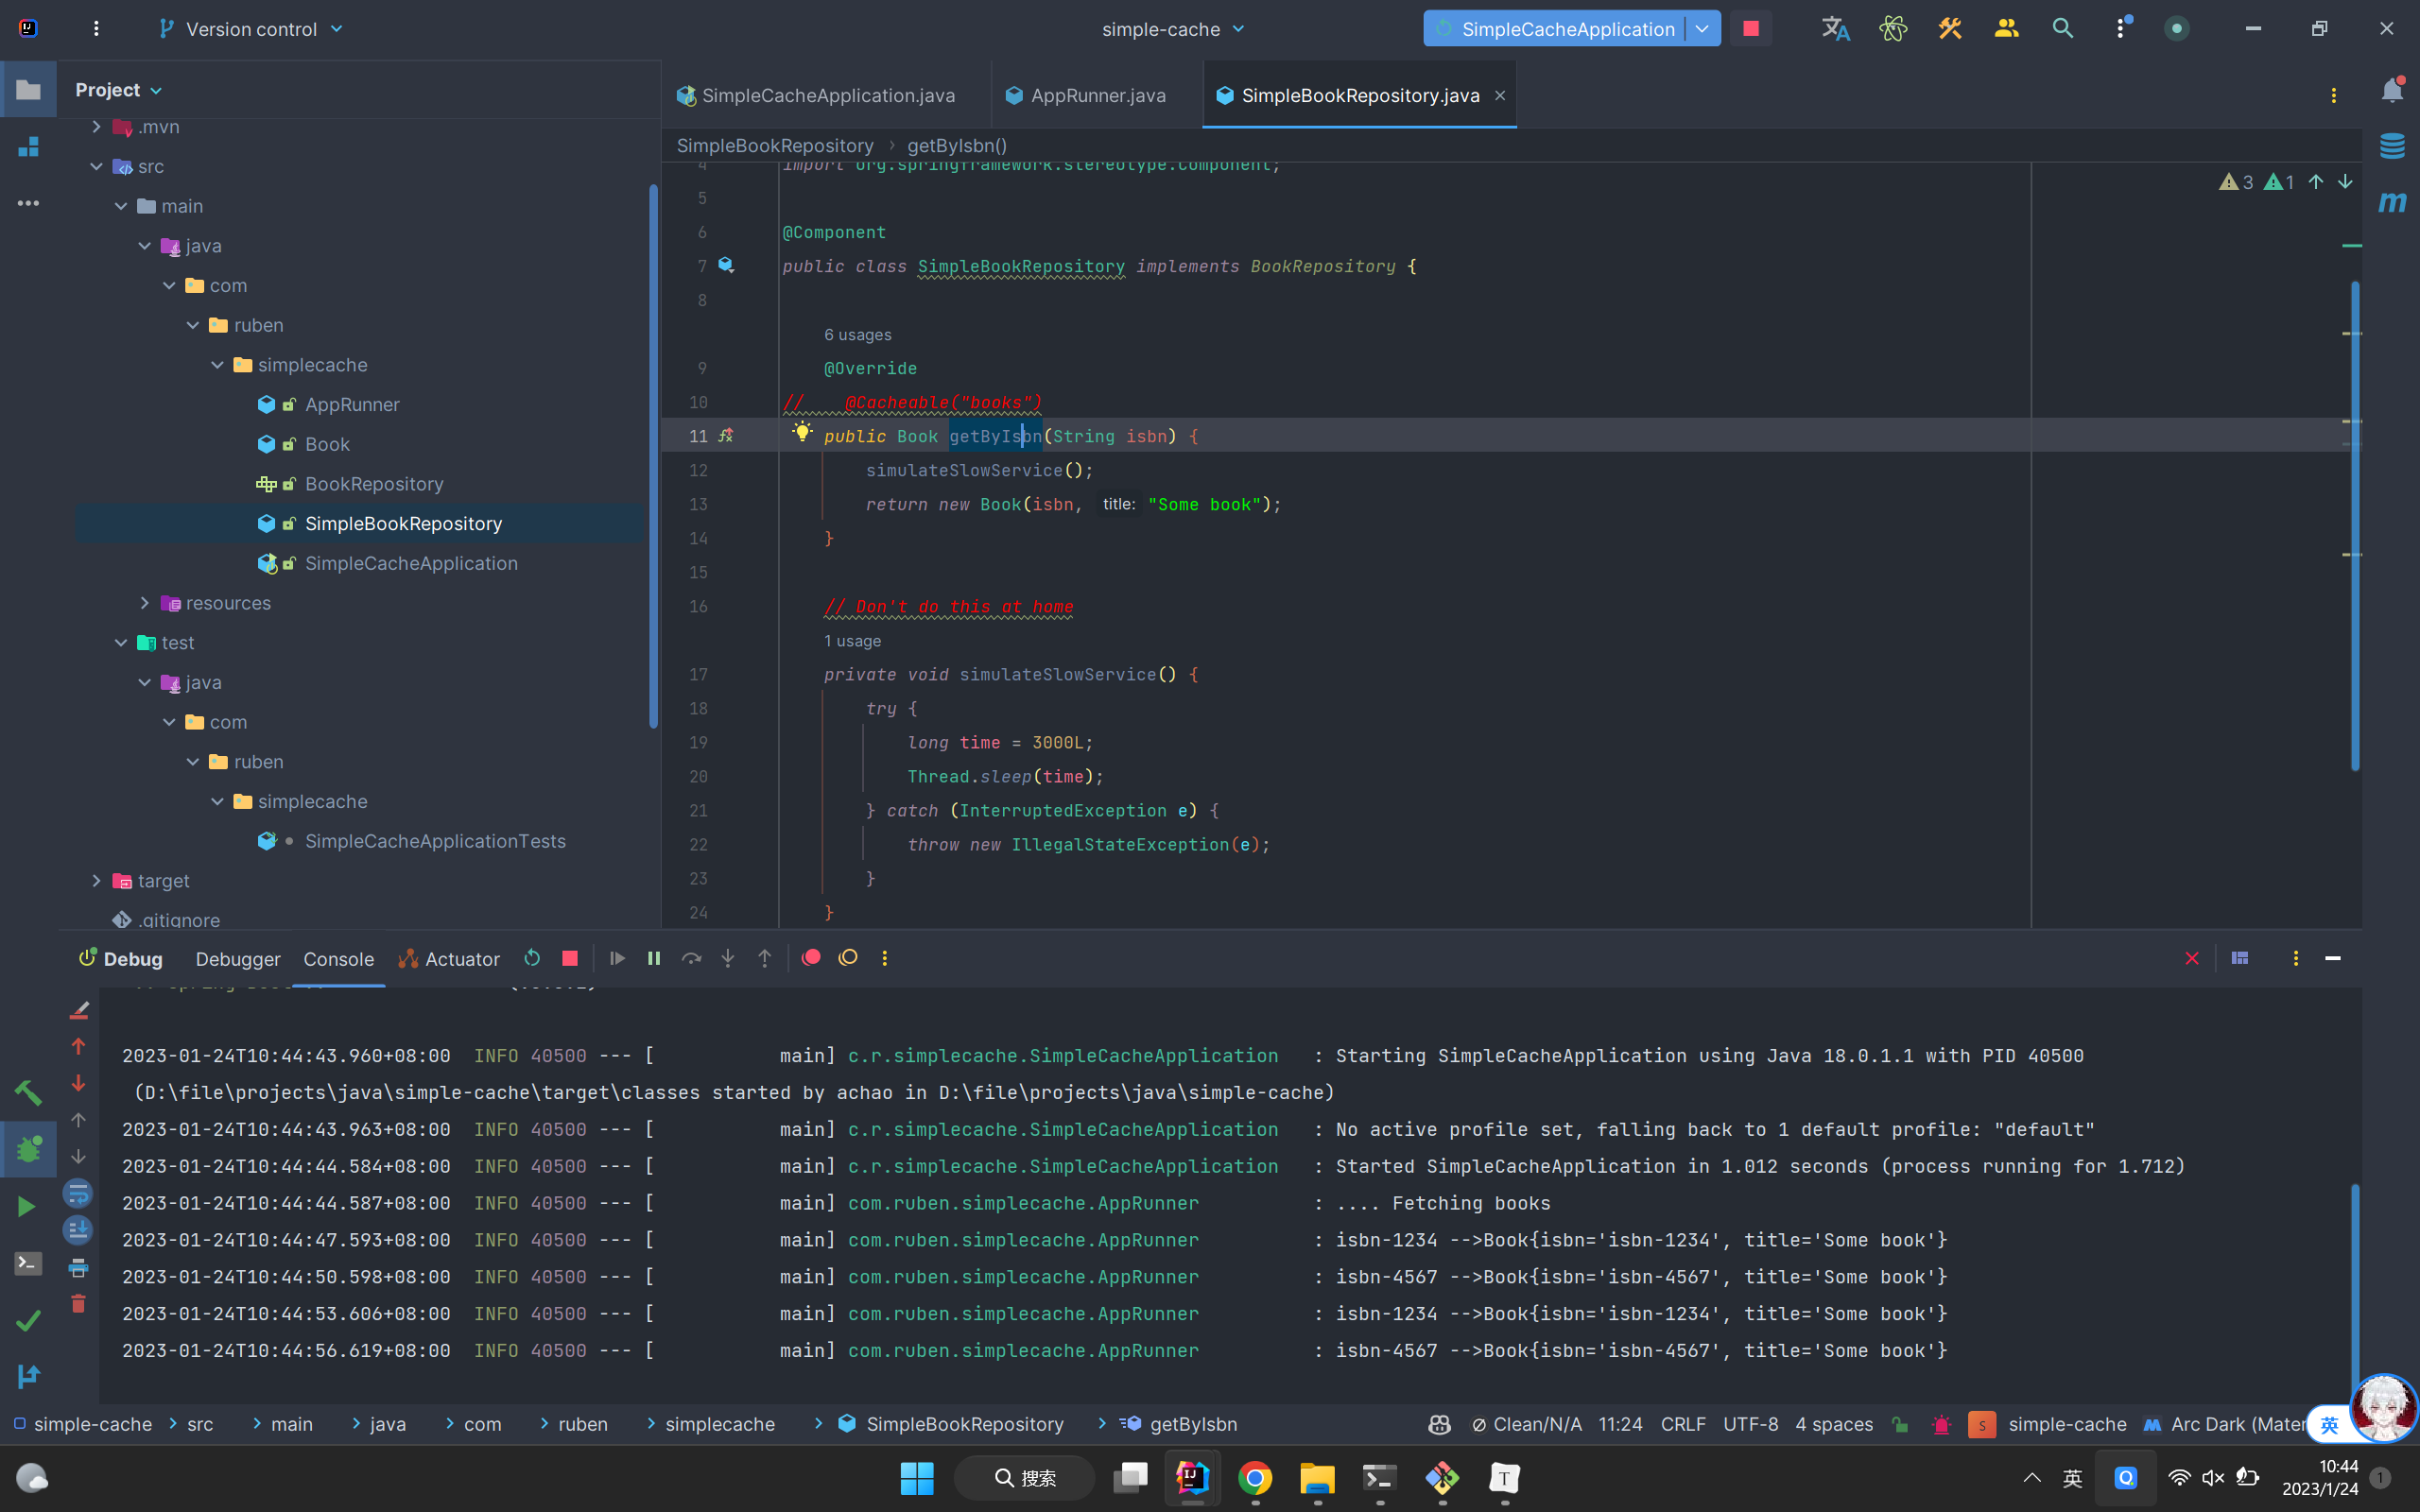 Version control
simple-cache
SimpleCacheApplication
Project
SimpleCacheApplication.java
AppRunner.java
SimpleBookRepository.java
SimpleBookRepository > getByIsbn()
.mvn
src
main
java
com
ruben
simplecache
AppRunner
Book
BookRepository
SimpleBookRepository
SimpleCacheApplication
resources
test
java
com
ruben
simplecache
SimpleCacheApplicationTests
target
.gitignore
3 1
4 import org.springframework.stereotype.Component;
5
6 @Component
7 public class SimpleBookRepository implements BookRepository {
8
6 usages
9 @Override
10 // @Cacheable("books")
11 public Book getByIsbn(String isbn) {
12 simulateSlowService();
13 return new Book(isbn, title: "Some book");
14 }
15
16 // Don't do this at home
1 usage
17 private void simulateSlowService() {
18 try {
19 long time = 3000L;
20 Thread.sleep(time);
21 } catch (InterruptedException e) {
22 throw new IllegalStateException(e);
23 }
24 }
m
Debug Debugger Console Actuator
2023-01-24T10:44:43.960+08:00 INFO 40500 --- [ main] c.r.simplecache.SimpleCacheApplication : Starting SimpleCacheApplication using Java 18.0.1.1 with PID 40500
(D:\file\projects\java\simple-cache\target\classes started by achao in D:\file\projects\java\simple-cache)
2023-01-24T10:44:43.963+08:00 INFO 40500 --- [ main] c.r.simplecache.SimpleCacheApplication : No active profile set, falling back to 1 default profile: "default"
2023-01-24T10:44:44.584+08:00 INFO 40500 --- [ main] c.r.simplecache.SimpleCacheApplication : Started SimpleCacheApplication in 1.012 seconds (process running for 1.712)
2023-01-24T10:44:44.587+08:00 INFO 40500 --- [ main] com.ruben.simplecache.AppRunner : .... Fetching books
2023-01-24T10:44:47.593+08:00 INFO 40500 --- [ main] com.ruben.simplecache.AppRunner : isbn-1234 -->Book{isbn='isbn-1234', title='Some book'}
2023-01-24T10:44:50.598+08:00 INFO 40500 --- [ main] com.ruben.simplecache.AppRunner : isbn-4567 -->Book{isbn='isbn-4567', title='Some book'}
2023-01-24T10:44:53.606+08:00 INFO 40500 --- [ main] com.ruben.simplecache.AppRunner : isbn-1234 -->Book{isbn='isbn-1234', title='Some book'}
2023-01-24T10:44:56.619+08:00 INFO 40500 --- [ main] com.ruben.simplecache.AppRunner : isbn-4567 -->Book{isbn='isbn-4567', title='Some book'}
simple-cache > src > main > java > com > ruben > simplecache > SimpleBookRepository > getByIsbn
Clean/N/A 11:24 CRLF UTF-8 4 spaces S simple-cache Arc Dark (Mater
英
搜索
英
10:44
2023/1/24
1